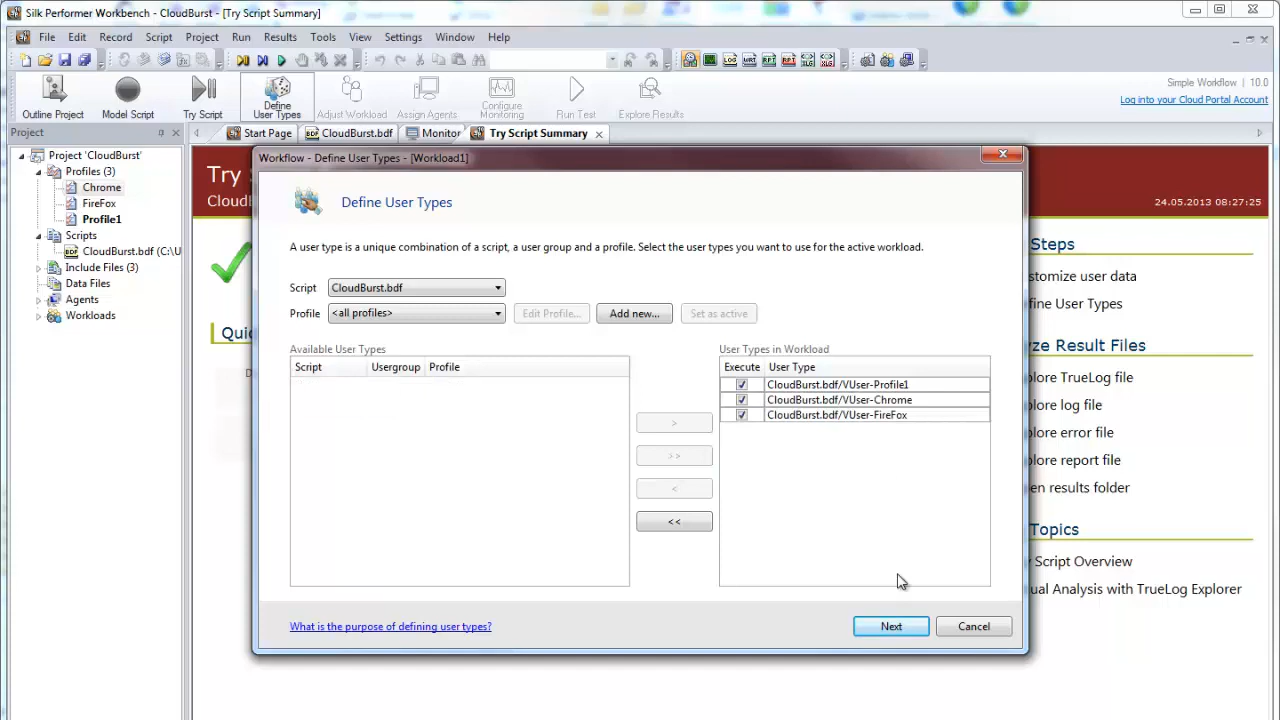 Silk Performer Workbench - CloudBurst - [Try Script Summary]
File Edit Record Script Project Run Results Tools View Settings Window Help
Simple Workflow | 10.0
Log into your Cloud Portal Account
Outline Project Model Script Try Script Define User Types Adjust Workload Assign Agents Configure Monitoring Run Test Explore Results
Project
Start Page CloudBurst.bdf Monitor Try Script Summary
Project 'CloudBurst'
Profiles (3)
Chrome
FireFox
Profile1
Scripts
CloudBurst.bdf (C:\U
Include Files (3)
Data Files
Agents
Workloads
Try
24.05.2013 08:27:25
Quic
Steps
stomize user data
fine User Types
ze Result Files
plore TrueLog file
plore log file
plore error file
plore report file
en results folder
Topics
Script Overview
ual Analysis with TrueLog Explorer
Workflow - Define User Types - [Workload1]
Define User Types
A user type is a unique combination of a script, a user group and a profile. Select the user types you want to use for the active workload.
Script CloudBurst.bdf
Profile <all profiles> Edit Profile... Add new... Set as active
Available User Types
Script Usergroup Profile
>
>>
<
<<
User Types in Workload
Execute User Type
CloudBurst.bdf/VUser-Profile1
CloudBurst.bdf/VUser-Chrome
CloudBurst.bdf/VUser-FireFox
What is the purpose of defining user types?
Next Cancel